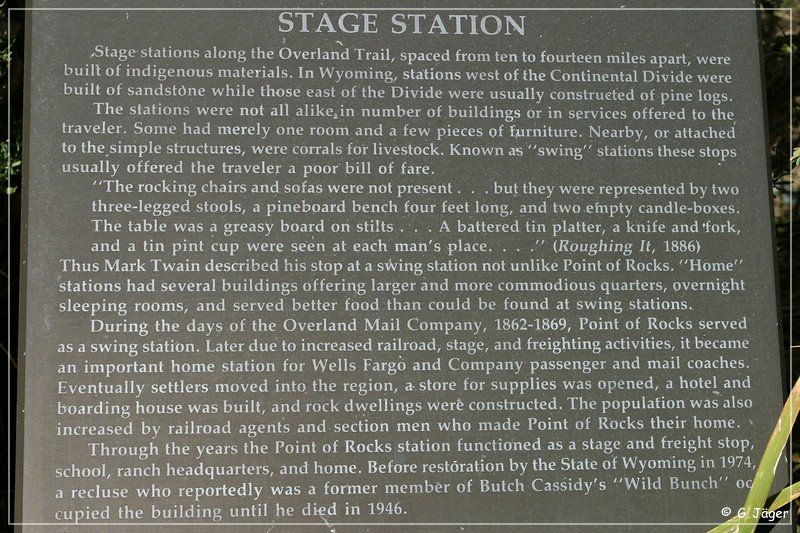 STAGE STATION
Stage stations along the Overland Trail, spaced from ten to fourteen miles apart, were
built of indigenous materials. In Wyoming, stations west of the Continental Divide were
built of sandstone while those east of the Divide were usually constructed of pine logs.
The stations were not all alike in number of buildings or in services offered to the
traveler. Some had merely one room and a few pieces of furniture. Nearby, or attached
to the simple structures, were corrals for livestock. Known as "swing" stations these stops
usually offered the traveler a poor bill of fare.
"The rocking chairs and sofas were not present . . . but they were represented by two
three-legged stools, a pineboard bench four feet long, and two empty candle-boxes.
The table was a greasy board on stilts . . . A battered tin platter, a knife and fork,
and a tin pint cup were seen at each man's place. . . ." (Roughing It, 1886)
Thus Mark Twain described his stop at a swing station not unlike Point of Rocks. "Home"
stations had several buildings offering larger and more commodious quarters, overnight
sleeping rooms, and served better food than could be found at swing stations.
During the days of the Overland Mail Company, 1862-1869, Point of Rocks served
as a swing station. Later due to increased railroad, stage, and freighting activities, it became
an important home station for Wells Fargo and Company passenger and mail coaches.
Eventually settlers moved into the region, a store for supplies was opened, a hotel and
boarding house was built, and rock dwellings were constructed. The population was also
increased by railroad agents and section men who made Point of Rocks their home.
Through the years the Point of Rocks station functioned as a stage and freight stop,
school, ranch headquarters, and home. Before restoration by the State of Wyoming in 1974,
a recluse who reportedly was a former member of Butch Cassidy's "Wild Bunch" oc
cupied the building until he died in 1946.
© G. Jäger